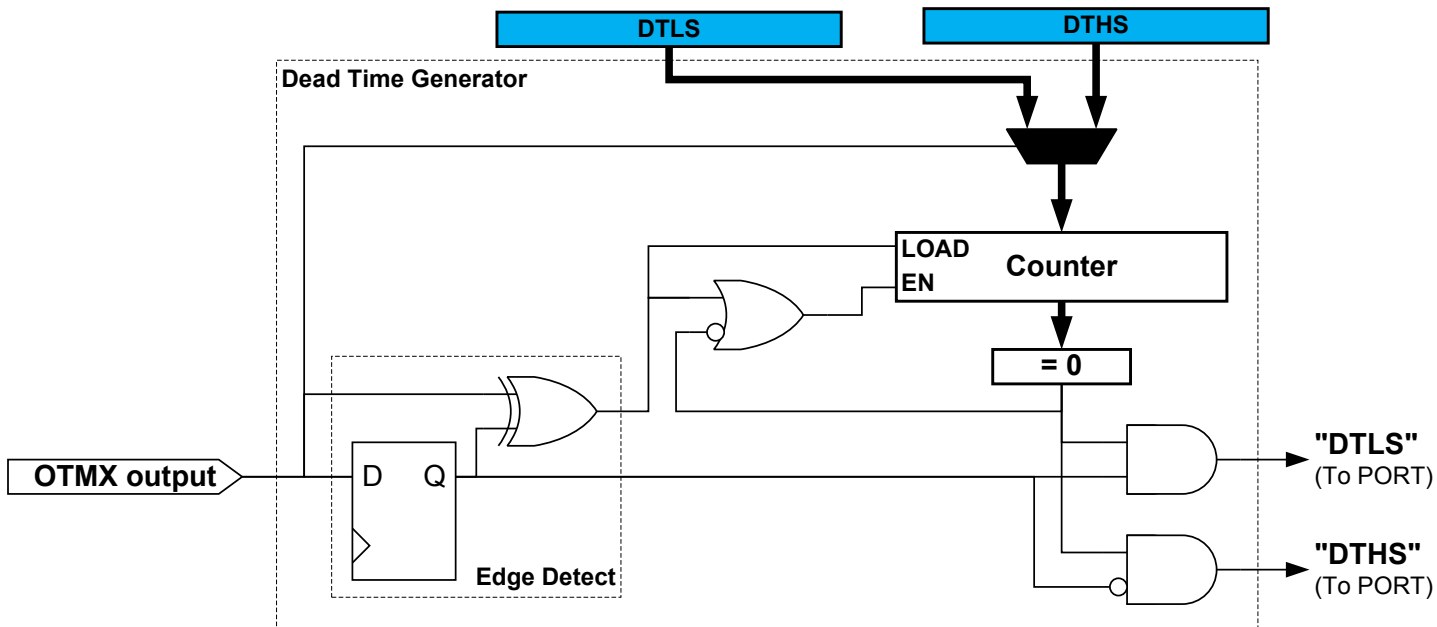 DTLS
DTHS
Dead Time Generator
LOAD
Counter
EN
= 0
OTMX output
D Q
Edge Detect
"DTLS"
(To PORT)
"DTHS"
(To PORT)